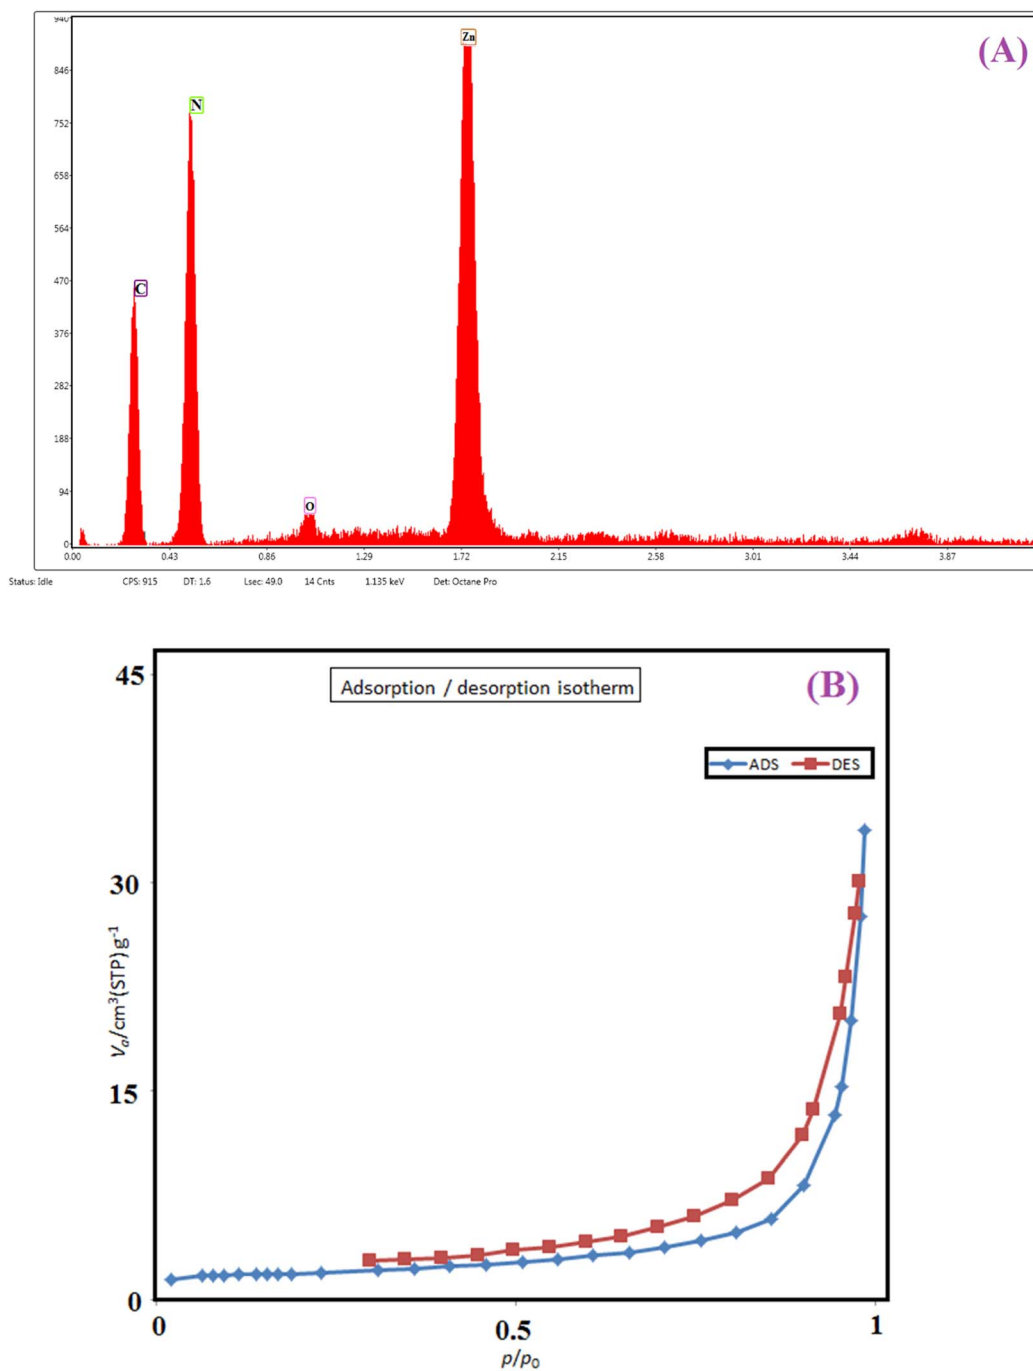 940
Zn
(A)
846
N
752
658
564
470
C
376
282
188
94
O
0
0.00 0.43 0.86 1.29 1.72 2.15 2.58 3.01 3.44 3.87
Status: Idle CPS: 915 DT: 1.6 Lsec: 49.0 14 Cnts 1.135 keV Det: Octane Pro
45
Adsorption / desorption isotherm
(B)
ADS DES
30
Va/cm³(STP) g⁻¹
15
0
0 0.5 1
p/p0